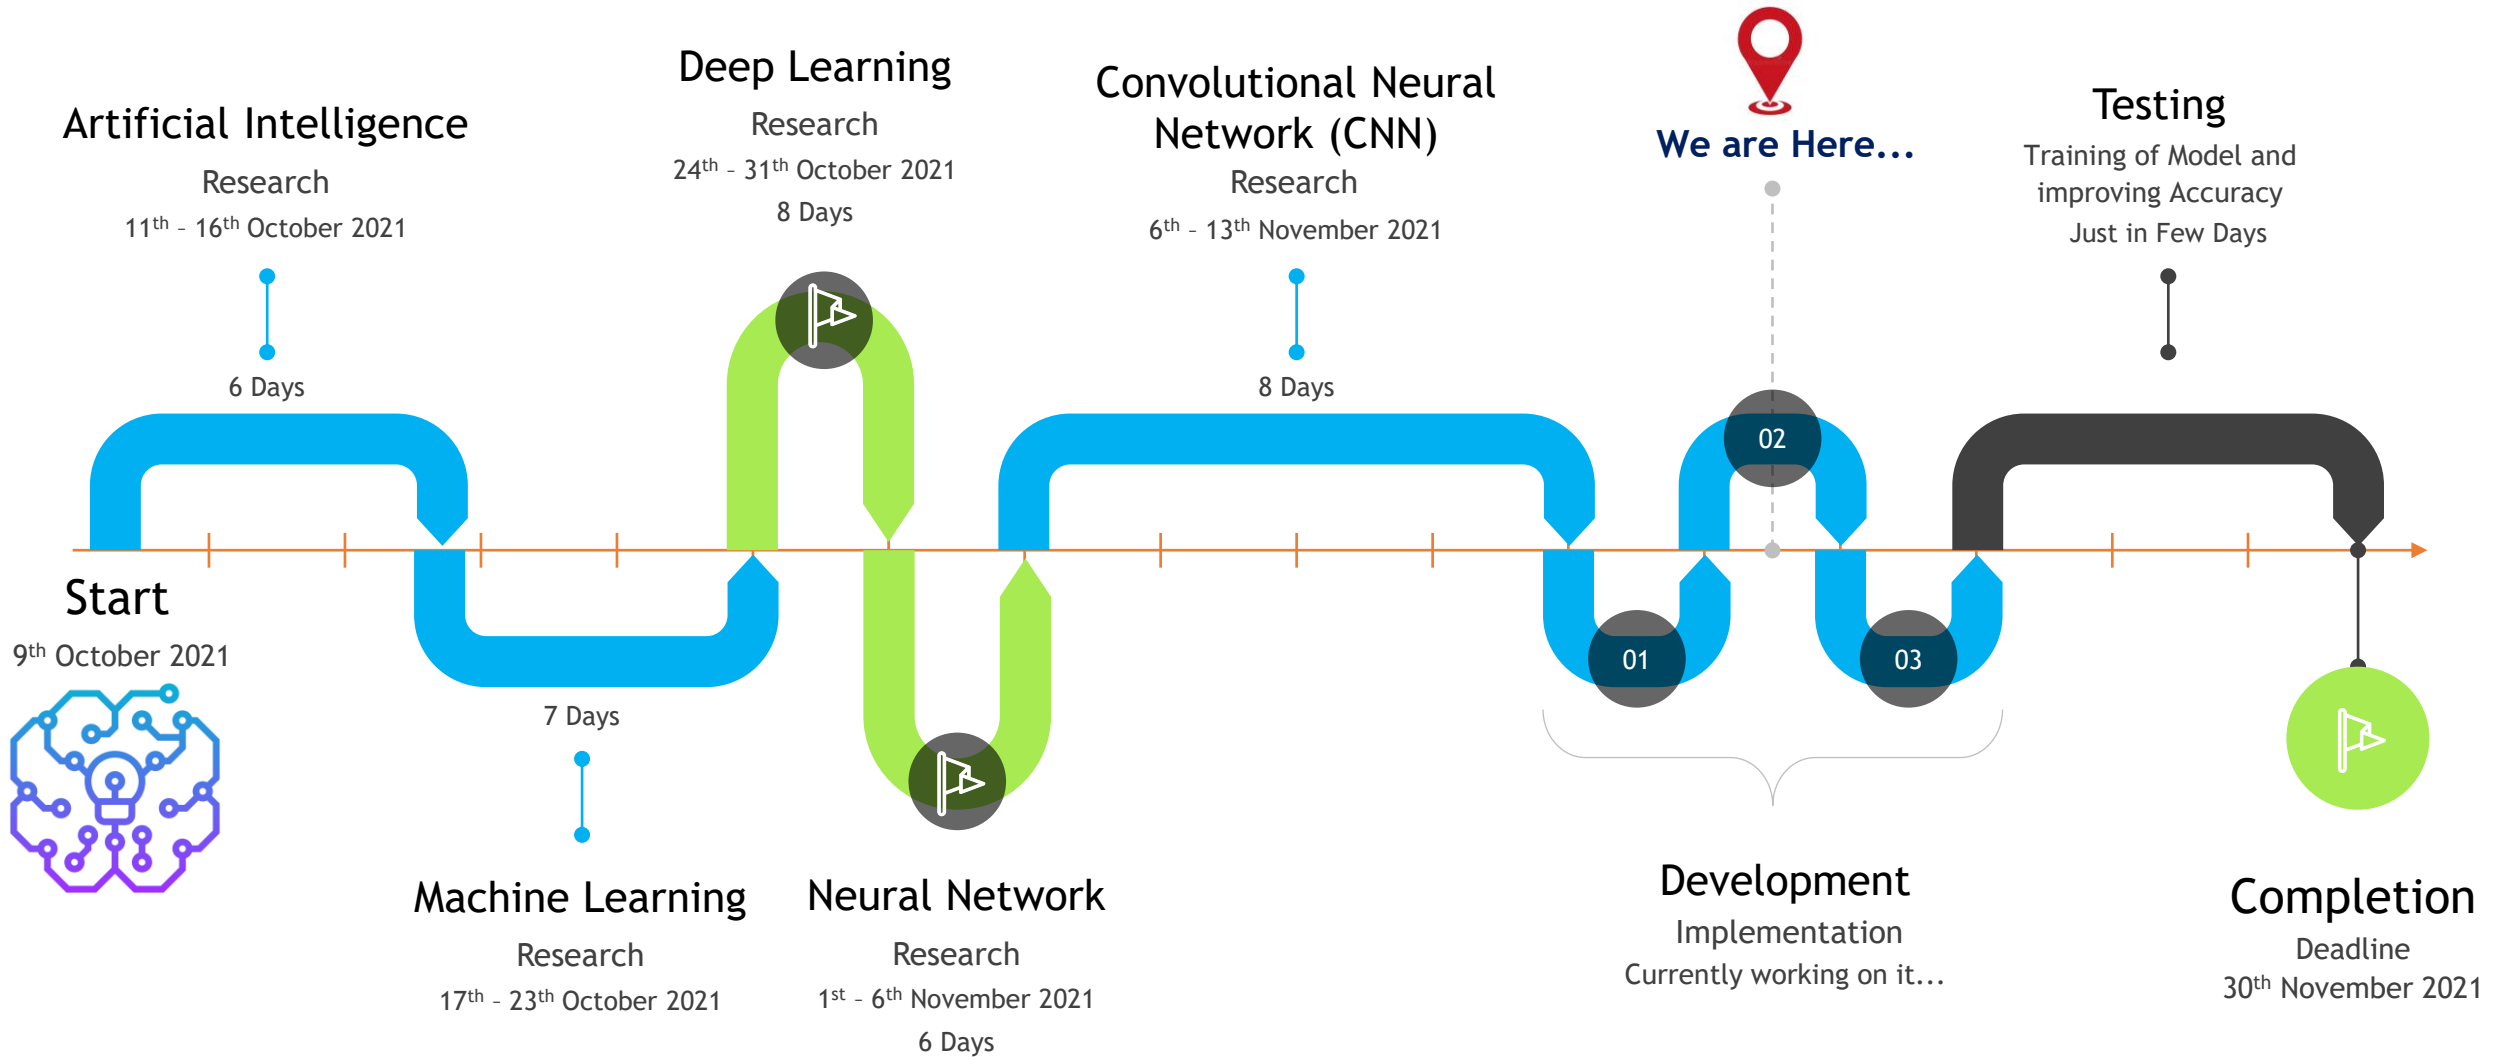 Start
9th October 2021
Artificial Intelligence
Research
11th – 16th October 2021
6 Days
7 Days
Machine Learning
Research
17th – 23th October 2021
Deep Learning
Research
24th – 31th October 2021
8 Days
Neural Network
Research
1st – 6th November 2021
6 Days
Convolutional Neural
Network (CNN)
Research
6th – 13th November 2021
8 Days
We are Here...
01
02
03
Development
Implementation
Currently working on it...
Testing
Training of Model and
improving Accuracy
Just in Few Days
Completion
Deadline
30th November 2021